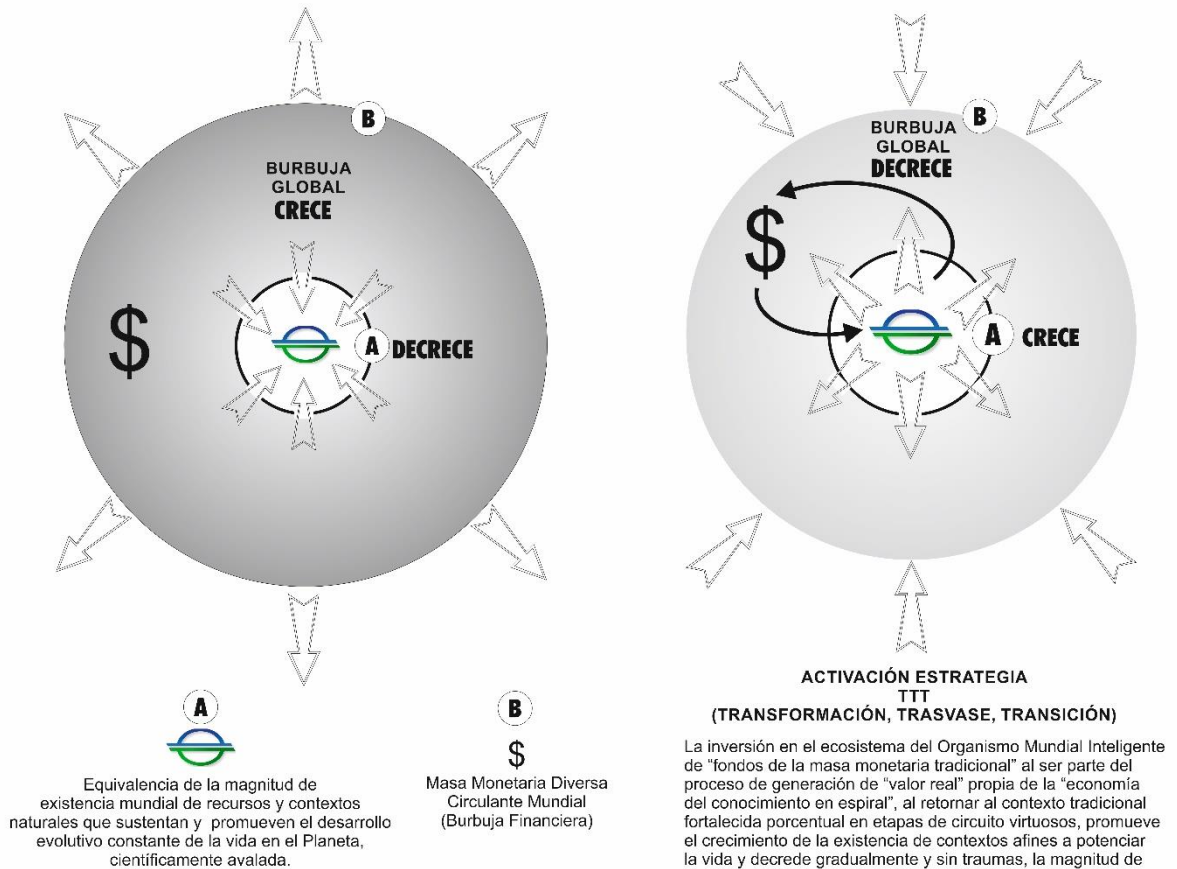 B
BURBUJA
GLOBAL
CRECE
$
A DECRECE
B
BURBUJA
GLOBAL
DECRECE
$
A CRECE
A
Equivalencia de la magnitud de
existencia mundial de recursos y contextos
naturales que sustentan y promueven el desarrollo
evolutivo constante de la vida en el Planeta,
científicamente avalada.
B
$
Masa Monetaria Diversa
Circulante Mundial
(Burbuja Financiera)
ACTIVACIÓN ESTRATEGIA
TTT
(TRANSFORMACIÓN, TRASVASE, TRANSICIÓN)
La inversión en el ecosistema del Organismo Mundial Inteligente
de “fondos de la masa monetaria tradicional” al ser parte del
proceso de generación de “valor real” propia de la “economía
del conocimiento en espiral”, al retornar al contexto tradicional
fortalecida porcentual en etapas de circuito virtuosos, promueve
el crecimiento de la existencia de contextos afines a potenciar
la vida y decrede gradualmente y sin traumas, la magnitud de